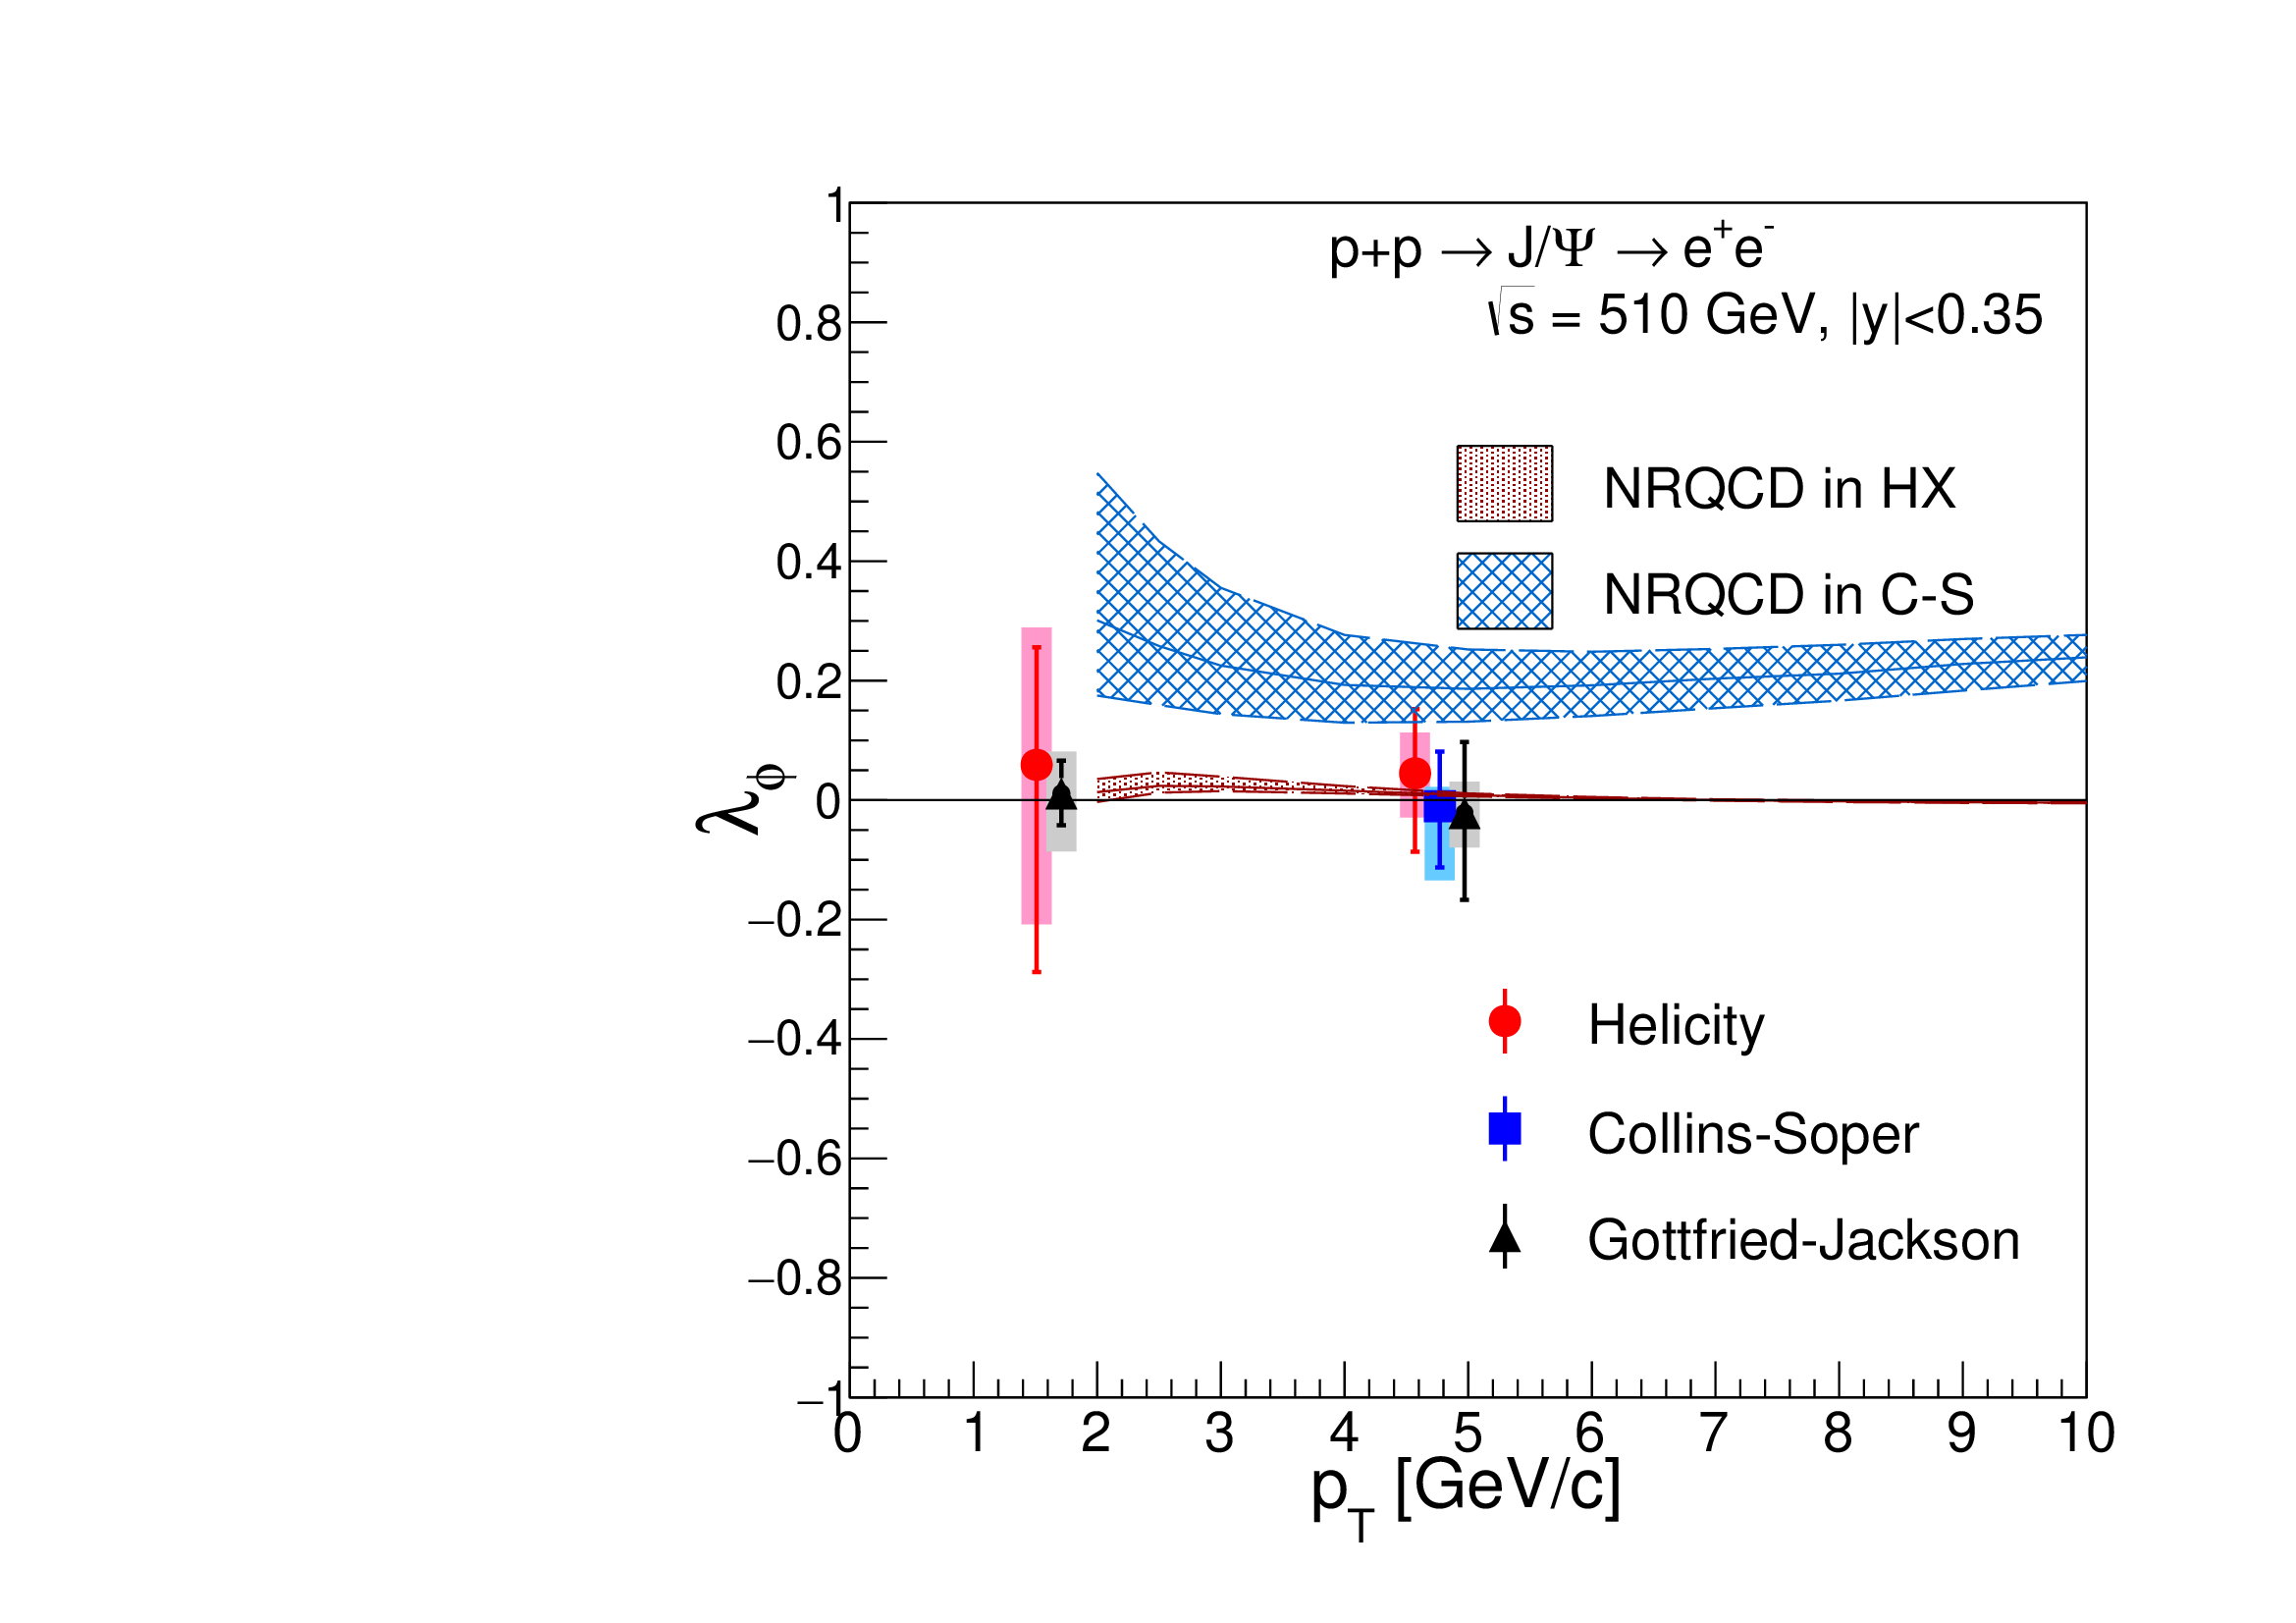 p+p → J/Ψ → e⁺e⁻
√s = 510 GeV, |y|<0.35
NRQCD in HX
NRQCD in C-S
Helicity
Collins-Soper
Gottfried-Jackson
λφ
1
0.8
0.6
0.4
0.2
0
−0.2
−0.4
−0.6
−0.8
−1
0 1 2 3 4 5 6 7 8 9 10
pT [GeV/c]